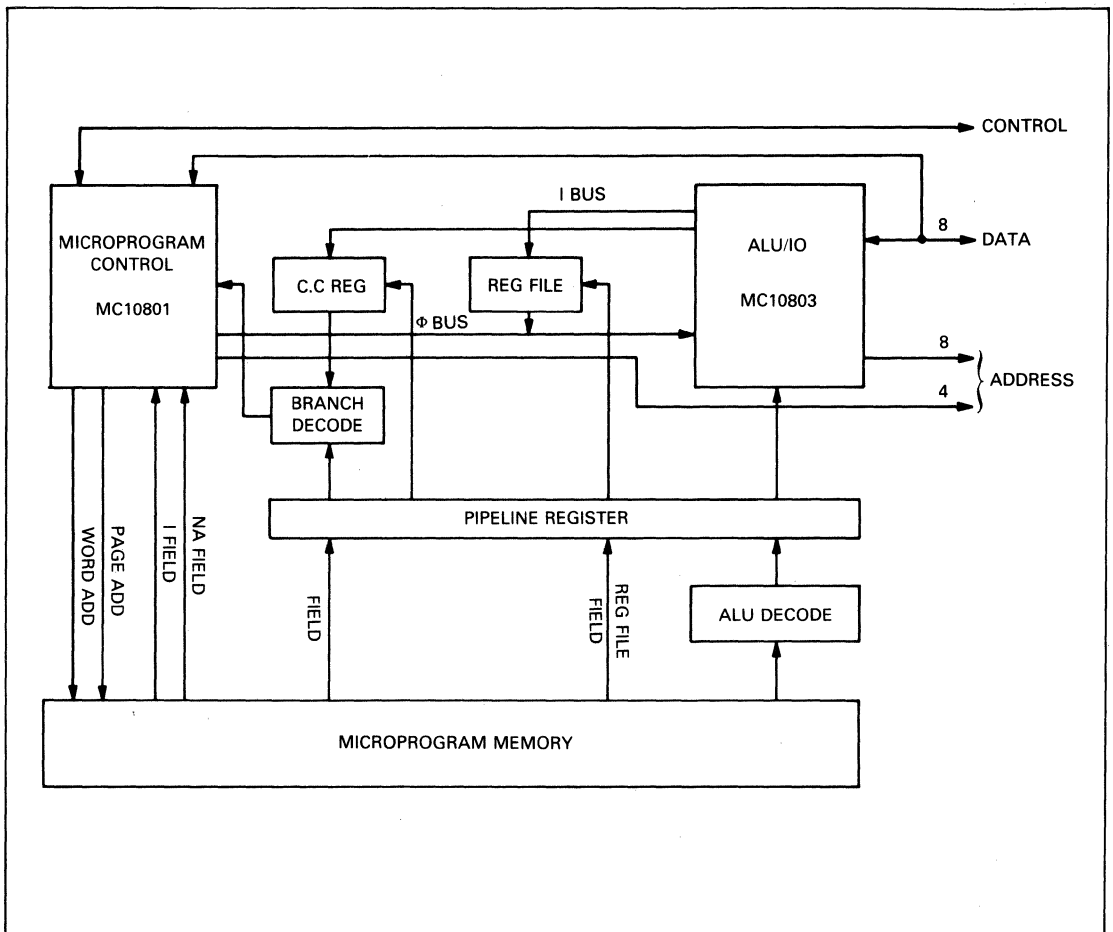 CONTROL
I BUS
8
DATA
MICROPROGRAM
CONTROL
MC10801
ALU/IO
MC10803
C.C REG
REG FILE
Φ BUS
8
ADDRESS
4
BRANCH
DECODE
PIPELINE REGISTER
WORD ADD
PAGE ADD
I FIELD
NA FIELD
FIELD
REG FILE
FIELD
ALU DECODE
MICROPROGRAM MEMORY